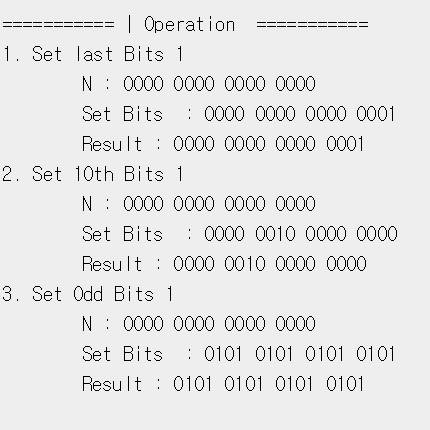 =========== | Operation  ===========
1. Set last Bits 1
N : 0000 0000 0000 0000
Set Bits  : 0000 0000 0000 0001
Result : 0000 0000 0000 0001
2. Set 10th Bits 1
N : 0000 0000 0000 0000
Set Bits  : 0000 0010 0000 0000
Result : 0000 0010 0000 0000
3. Set Odd Bits 1
N : 0000 0000 0000 0000
Set Bits  : 0101 0101 0101 0101
Result : 0101 0101 0101 0101